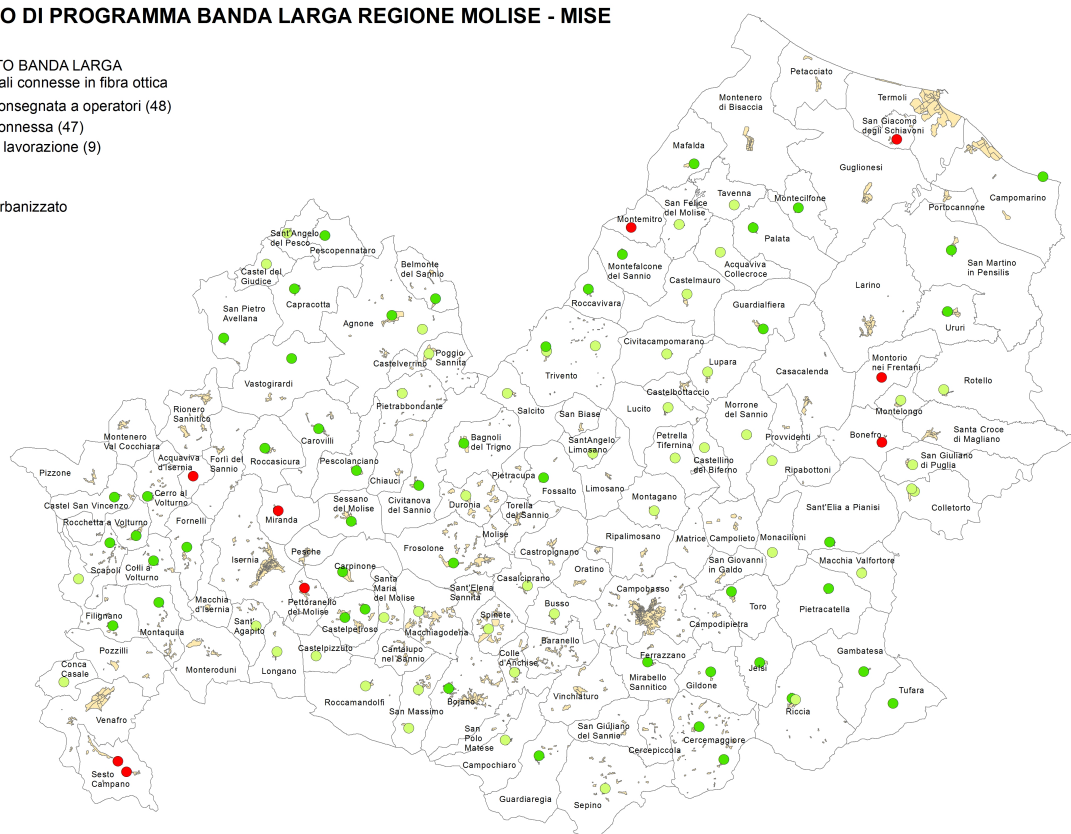 O DI PROGRAMMA BANDA LARGA REGIONE MOLISE - MISE
TO BANDA LARGA
ali connesse in fibra ottica
onsegnata a operatori (48)
onnessa (47)
lavorazione (9)
rbanizzato
Petacciato
Montenero
di Bisaccia
Termoli
San Giacomo
degli Schiavoni
Mafalda
Guglionesi
Campomarino
Portocannone
Tavenna
San Felice
del Molise
Montecilfone
Montemitro
Palata
Sant'Angelo
del Pesco
Pescopennataro
Castel del
Giudice
Belmonte
del Sannio
Montefalcone
del Sannio
Acquaviva
Collecroce
San Martino
in Pensilis
Castelmauro
Larino
Capracotta
Roccavivara
Guardialfiera
San Pietro
Avellana
Agnone
Ururi
Civitacampomarano
Castelverrino
Poggio
Sannita
Trivento
Lupara
Casacalenda
Montorio
nei Frentani
Rotello
Vastogirardi
Castelbottaccio
Pietrabbondante
Salcito
San Biase
Lucito
Morrone
del Sannio
Montelongo
Rionero
Sannitico
Montenero
Val Cocchiara
Carovilli
Bagnoli
del Trigno
SantAngelo
Limosano
Petrella
Tifernina
Provvidenti
Bonefro
Santa Croce
di Magliano
Acquaviva
d'Isernia
Forlì del
Sannio
Roccasicura
Pescolanciano
Castellino
del Biferno
San Giuliano
di Puglia
Pizzone
Chiauci
Pietracupa
Fossalto
Limosano
Ripabottoni
Castel San Vincenzo
Cerro al
Volturno
Sessano
del Molise
Civitanova
del Sannio
Duronia
Torella
del Sannio
Montagano
Sant'Elia a Pianisi
Colletorto
Rocchetta a Volturno
Fornelli
Miranda
Molise
Ripalimosano
Matrice
Campolieto
Monacilioni
Isernia
Pesche
Frosolone
Castropignano
San Giovanni
in Galdo
Macchia Valfortore
Scapoli
Colli a
Volturno
Carpinone
Santa
Maria
del Molise
Casalciprano
Oratino
Sant'Elena
Sannita
Campobasso
Macchia
d'Isernia
Pettoranello
del Molise
Busso
Toro
Pietracatella
Filignano
Sant'
Agapito
Castelpetroso
Macchiagodena
Spinete
Campodipietra
Montaquila
Baranello
Pozzilli
Castelpizzuto
Cantalupo
nel Sannio
Colle
d'Anchise
Ferrazzano
Jelsi
Gambatesa
Conca
Casale
Monteroduni
Longano
Mirabello
Sannitico
Gildone
Tufara
Roccamandolfi
Bojano
Vinchiaturo
Riccia
Venafro
San Massimo
San
Polo
Matese
San Giuliano
del Sannio
Cercepiccola
Cercemaggiore
Sesto
Campano
Campochiaro
Guardiaregia
Sepino